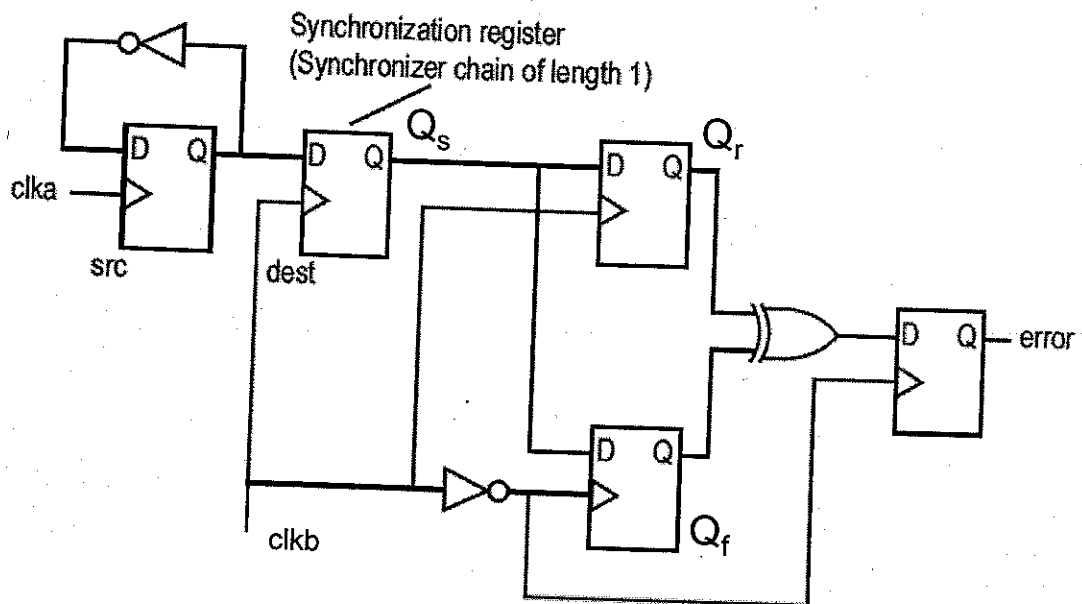 Synchronization register
(Synchronizer chain of length 1)
Qs
Qr
D Q
D Q
D Q
clka
src
dest
D Q
error
D Q
Qf
clkb